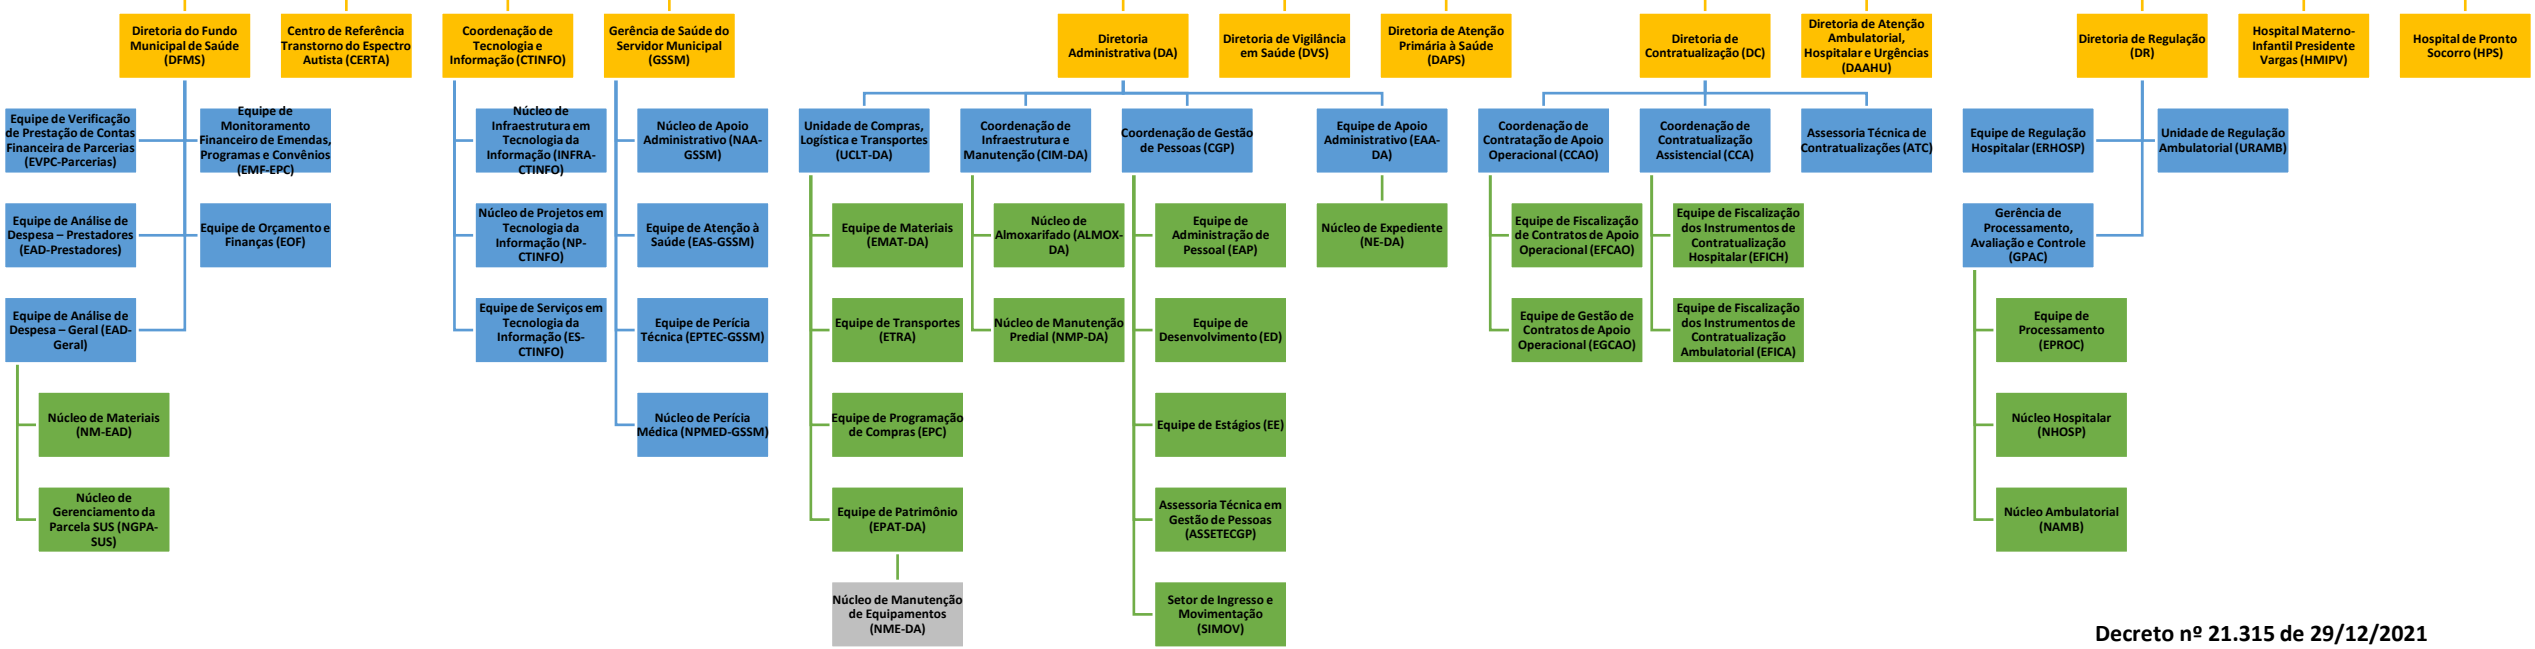 Diretoria do Fundo
Municipal de Saúde
(DFMS)
Centro de Referência
Transtorno do Espectro
Autista (CERTA)
Coordenação de
Tecnologia e
Informação (CTINFO)
Gerência de Saúde do
Servidor Municipal
(GSSM)
Diretoria
Administrativa (DA)
Diretoria de Vigilância
em Saúde (DVS)
Diretoria de Atenção
Primária à Saúde
(DAPS)
Diretoria de
Contratualização (DC)
Diretoria de Atenção
Ambulatorial,
Hospitalar e Urgências
(DAAHU)
Diretoria de Regulação
(DR)
Hospital Materno-
Infantil Presidente
Vargas (HMIPV)
Hospital de Pronto
Socorro (HPS)
Equipe de Verificação
de Prestação de Contas
Financeira de Parcerias
(EVPC-Parcerias)
Equipe de
Monitoramento
Financeiro de Emendas,
Programas e Convênios
(EMF-EPC)
Núcleo de
Infraestrutura em
Tecnologia da
Informação (INFRA-
CTINFO)
Núcleo de Apoio
Administrativo (NAA-
GSSM)
Unidade de Compras,
Logística e Transportes
(UCLT-DA)
Coordenação de
Infraestrutura e
Manutenção (CIM-DA)
Coordenação de Gestão
de Pessoas (CGP)
Equipe de Apoio
Administrativo (EAA-
DA)
Coordenação de
Contratação de Apoio
Operacional (CCAO)
Coordenação de
Contratualização
Assistencial (CCA)
Assessoria Técnica de
Contratualizações (ATC)
Equipe de Regulação
Hospitalar (ERHOSP)
Unidade de Regulação
Ambulatorial (URAMB)
Equipe de Análise de
Despesa – Prestadores
(EAD-Prestadores)
Equipe de Orçamento e
Finanças (EOF)
Núcleo de Projetos em
Tecnologia da
Informação (NP-
CTINFO)
Equipe de Atenção à
Saúde (EAS-GSSM)
Equipe de Materiais
(EMAT-DA)
Núcleo de
Almoxarifado (ALMOX-
DA)
Equipe de
Administração de
Pessoal (EAP)
Núcleo de Expediente
(NE-DA)
Equipe de Fiscalização
de Contratos de Apoio
Operacional (EFCAO)
Equipe de Fiscalização
dos Instrumentos de
Contratualização
Hospitalar (EFICH)
Gerência de
Processamento,
Avaliação e Controle
(GPAC)
Equipe de Análise de
Despesa – Geral (EAD-
Geral)
Equipe de Serviços em
Tecnologia da
Informação (ES-
CTINFO)
Equipe de Perícia
Técnica (EPTEC-GSSM)
Equipe de Transportes
(ETRA)
Núcleo de Manutenção
Predial (NMP-DA)
Equipe de
Desenvolvimento (ED)
Equipe de Gestão de
Contratos de Apoio
Operacional (EGCAO)
Equipe de Fiscalização
dos Instrumentos de
Contratualização
Ambulatorial (EFICA)
Equipe de
Processamento
(EPROC)
Núcleo de Materiais
(NM-EAD)
Núcleo de Perícia
Médica (NPMED-GSSM)
Equipe de Programação
de Compras (EPC)
Equipe de Estágios (EE)
Núcleo Hospitalar
(NHOSP)
Núcleo de
Gerenciamento da
Parcela SUS (NGPA-
SUS)
Equipe de Patrimônio
(EPAT-DA)
Assessoria Técnica em
Gestão de Pessoas
(ASSETECGP)
Núcleo Ambulatorial
(NAMB)
Núcleo de Manutenção
de Equipamentos
(NME-DA)
Setor de Ingresso e
Movimentação
(SIMOV)
Decreto nº 21.315 de 29/12/2021